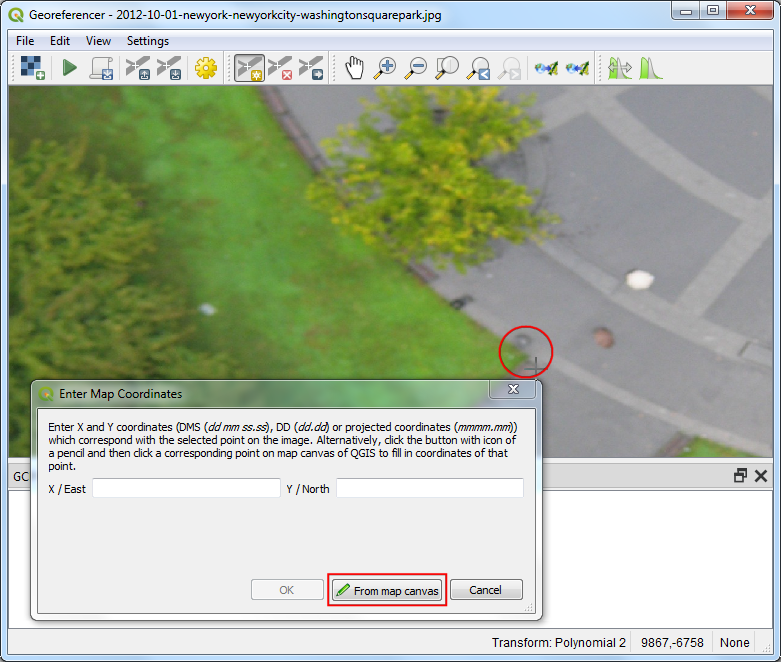 Georeferencer - 2012-10-01-newyork-newyorkcity-washingtonsquarepark.jpg
File Edit View Settings
Enter Map Coordinates
Enter X and Y coordinates (DMS (dd mm ss.ss), DD (dd.dd) or projected coordinates (mmmm.mm))
which correspond with the selected point on the image. Alternatively, click the button with icon of
a pencil and then click a corresponding point on map canvas of QGIS to fill in coordinates of that
point.
GC
X / East Y / North
OK From map canvas Cancel
Transform: Polynomial 2 9867,-6758 None